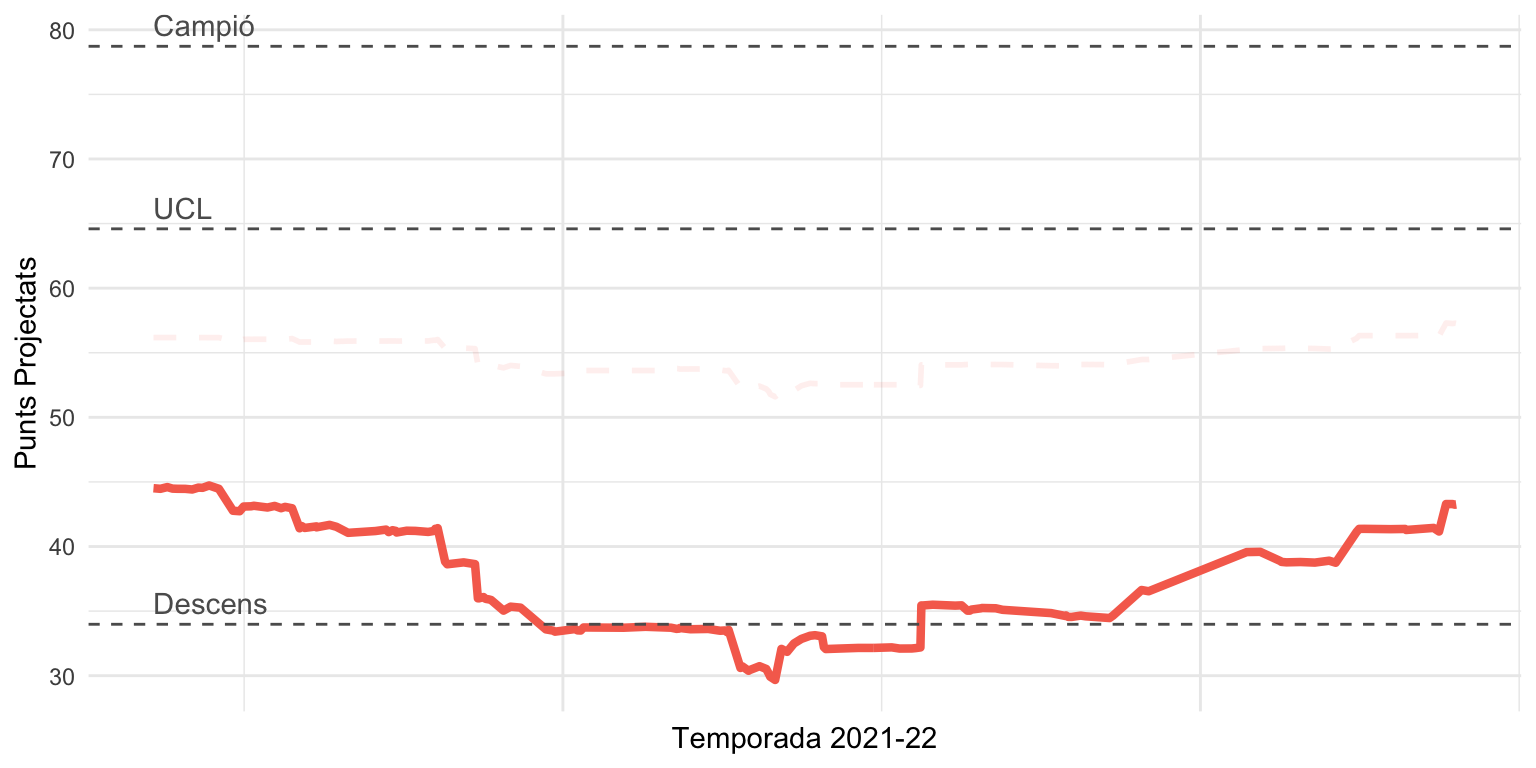 80
Campió
70
UCL
60
50
40
Descens
30
Punts Projectats
Temporada 2021-22